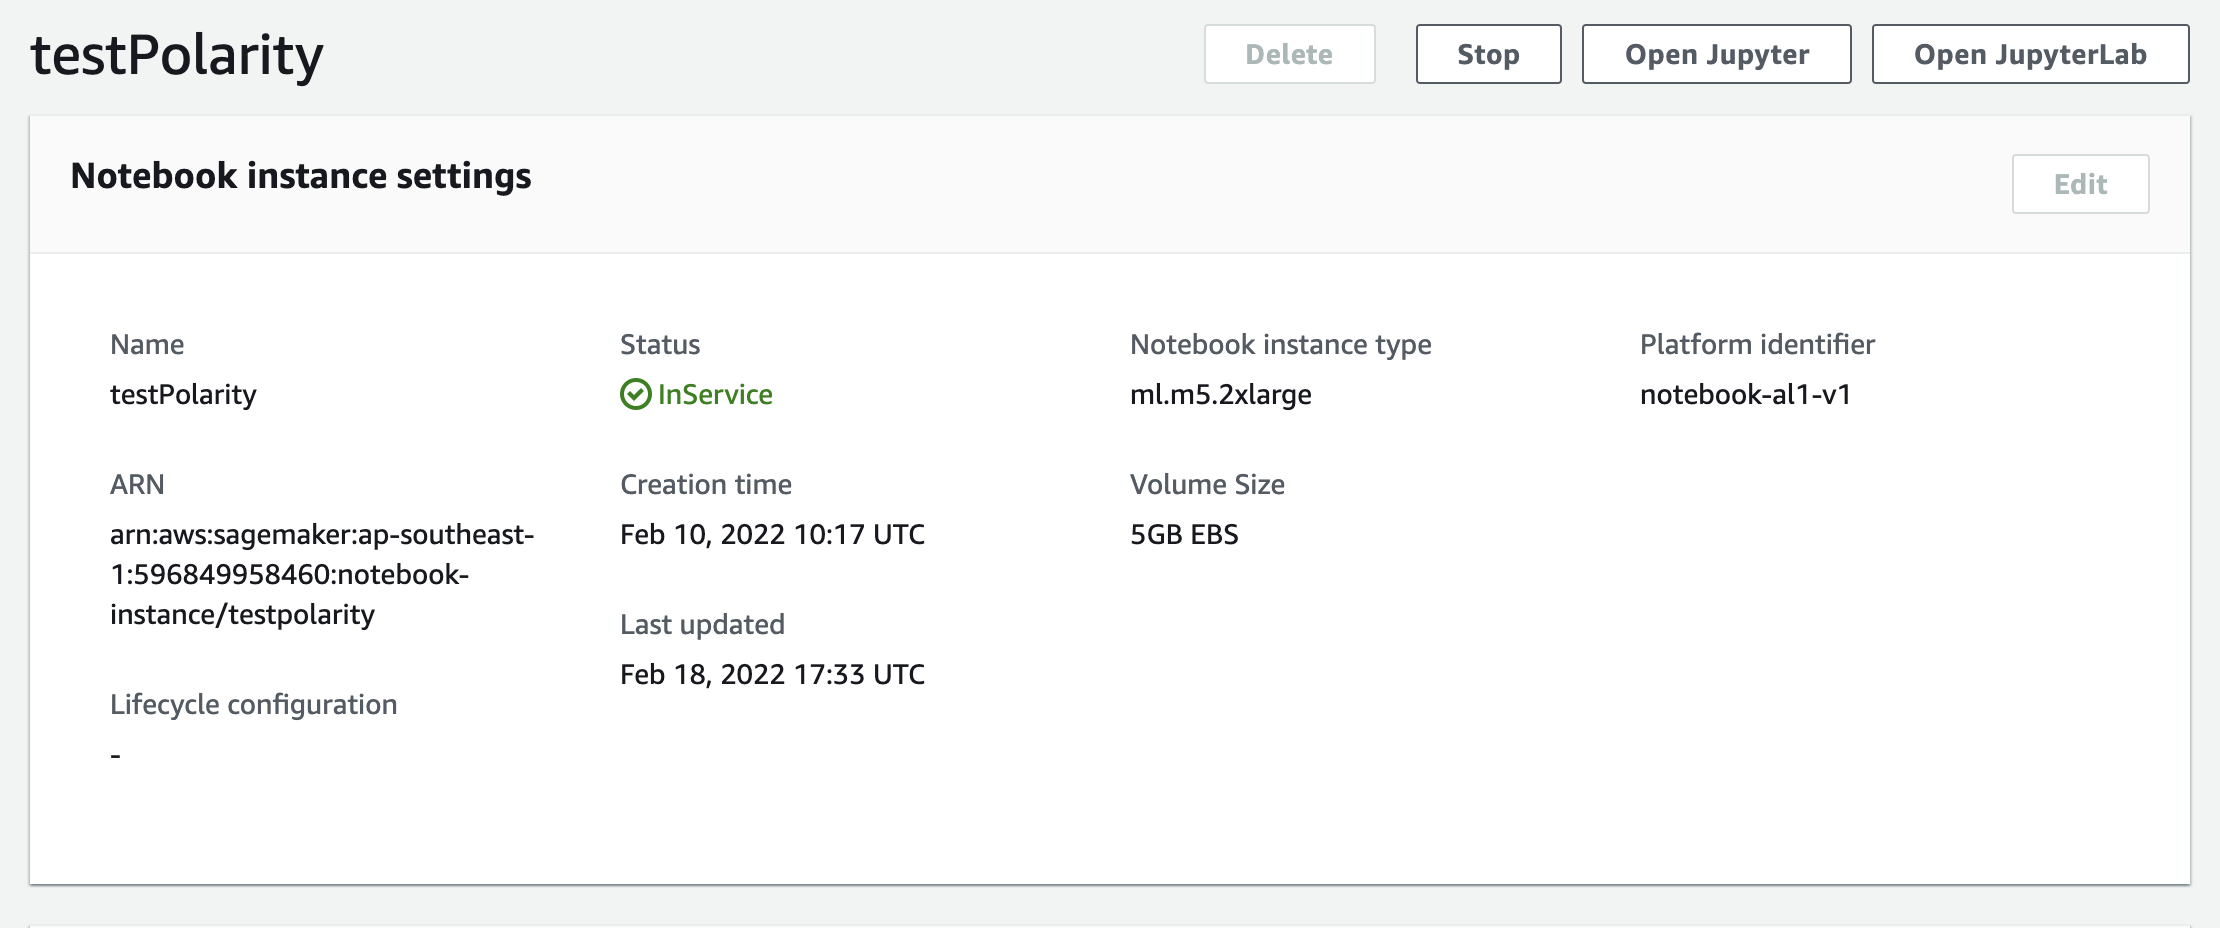 testPolarity
Delete
Stop
Open Jupyter
Open JupyterLab
Notebook instance settings
Edit
Name
testPolarity
ARN
arn:aws:sagemaker:ap-southeast-
1:596849958460:notebook-
instance/testpolarity
Lifecycle configuration
-
Status
InService
Creation time
Feb 10, 2022 10:17 UTC
Last updated
Feb 18, 2022 17:33 UTC
Notebook instance type
ml.m5.2xlarge
Volume Size
5GB EBS
Platform identifier
notebook-al1-v1